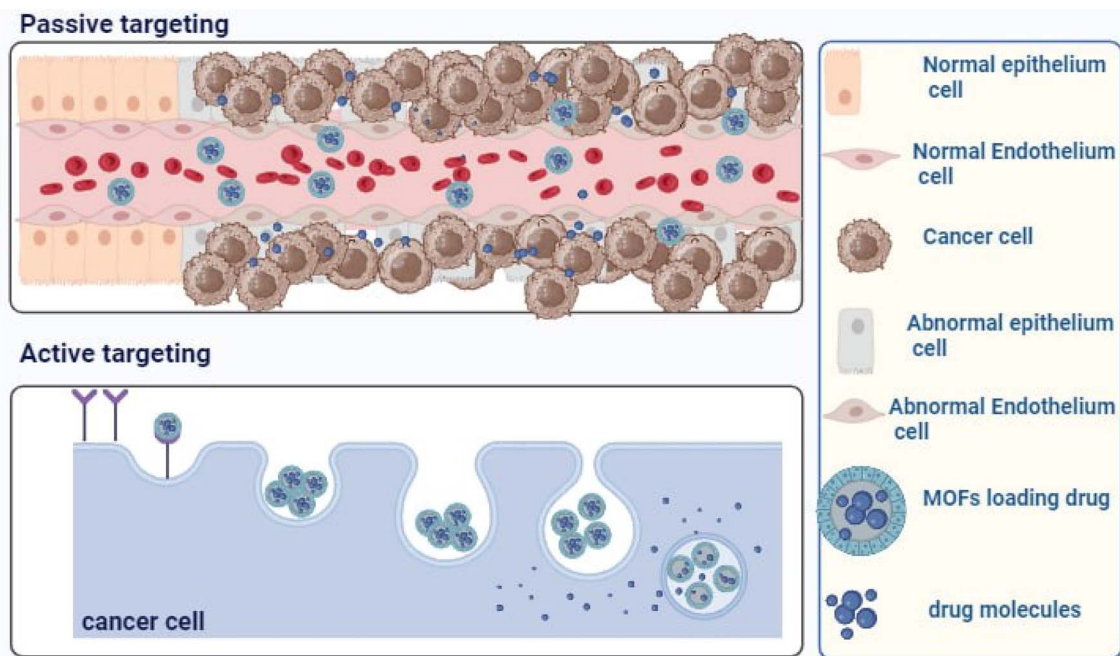 Passive targeting
Normal epithelium
cell
Normal Endothelium
cell
Cancer cell
Abnormal epithelium
cell
Abnormal Endothelium
cell
MOFs loading drug
drug molecules
Active targeting
cancer cell